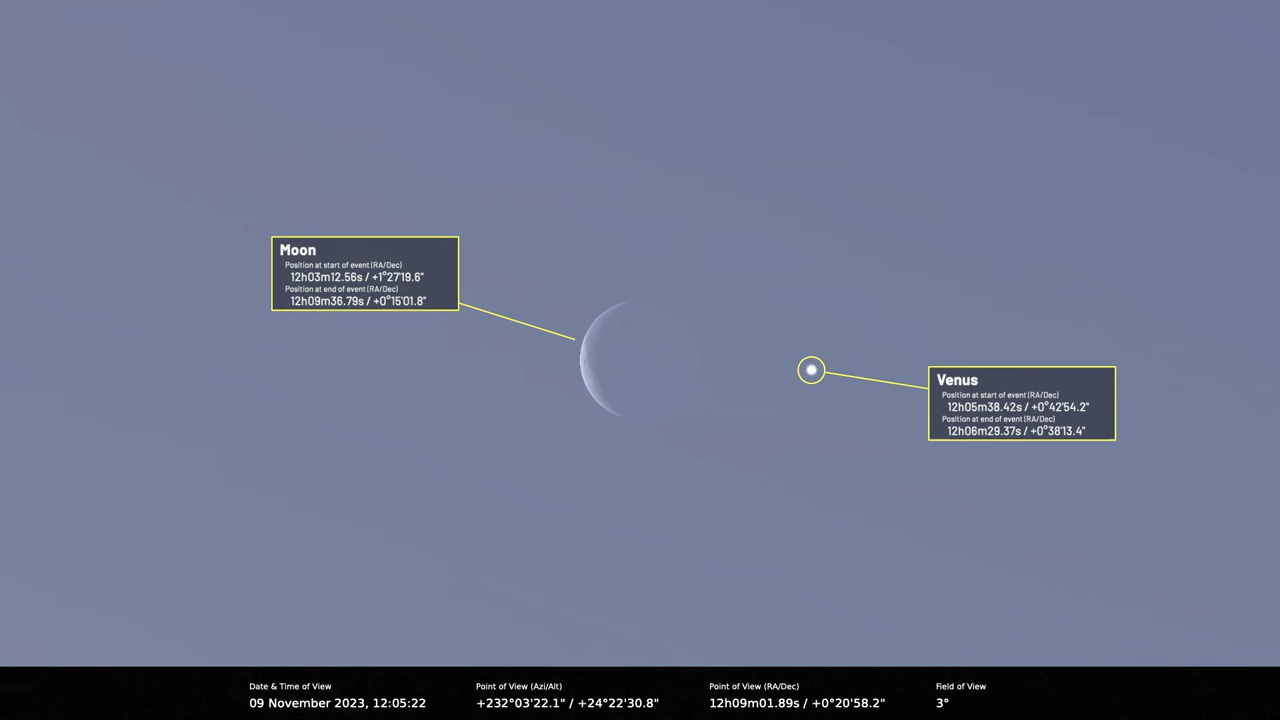 Moon
Position at start of event (RA/Dec)
12h03m12.56s / +1°27'19.6"
Position at end of event (RA/Dec)
12h09m36.79s / +0°15'01.8"
Venus
Position at start of event (RA/Dec)
12h05m38.42s / +0°42'54.2"
Position at end of event (RA/Dec)
12h06m29.37s / +0°38'13.4"
Date & Time of View
09 November 2023, 12:05:22
Point of View (Azi/Alt)
+232°03'22.1" / +24°22'30.8"
Point of View (RA/Dec)
12h09m01.89s / +0°20'58.2"
Field of View
3°